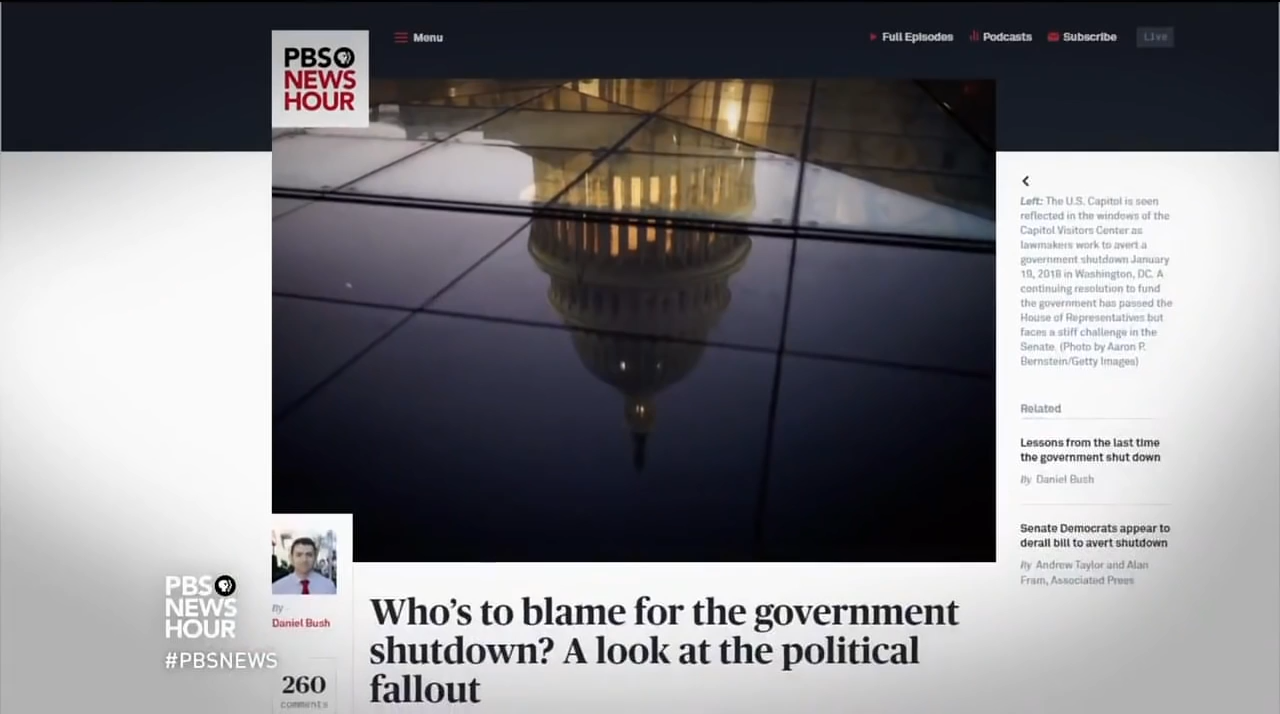 PBS
NEWS
HOUR
Menu
Full Episodes
Podcasts
Subscribe
Live
Left: The U.S. Capitol is seen
reflected in the windows of the
Capitol Visitors Center as
lawmakers work to avert a
government shutdown January
19, 2018 in Washington, DC. A
continuing resolution to fund
the government has passed the
House of Representatives but
faces a stiff challenge in the
Senate. (Photo by Aaron P.
Bernstein/Getty Images)
Related
Lessons from the last time
the government shut down
By Daniel Bush
Senate Democrats appear to
derail bill to avert shutdown
By Andrew Taylor and Alan
Fram, Associated Press
By
Daniel Bush
260
comments
Who's to blame for the government
shutdown? A look at the political
fallout
PBS
NEWS
HOUR
#PBSNEWS